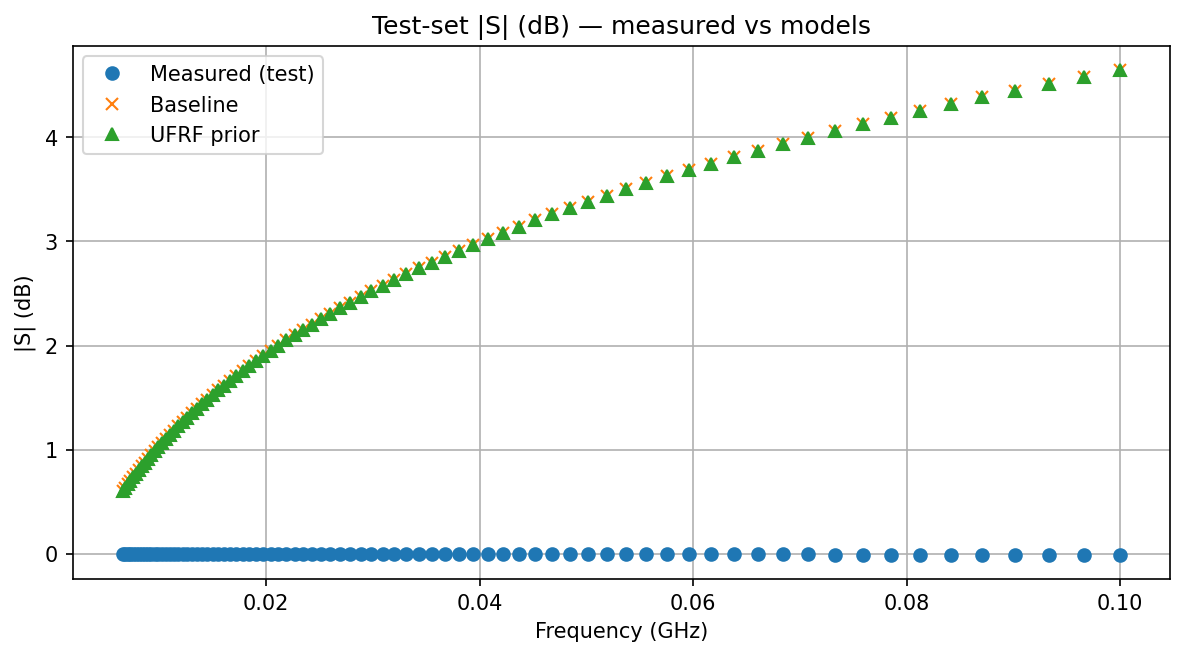 Test-set |S| (dB) — measured vs models
Measured (test)
Baseline
UFRF prior
|S| (dB)
4
3
2
1
0
0.02
0.04
0.06
0.08
0.10
Frequency (GHz)